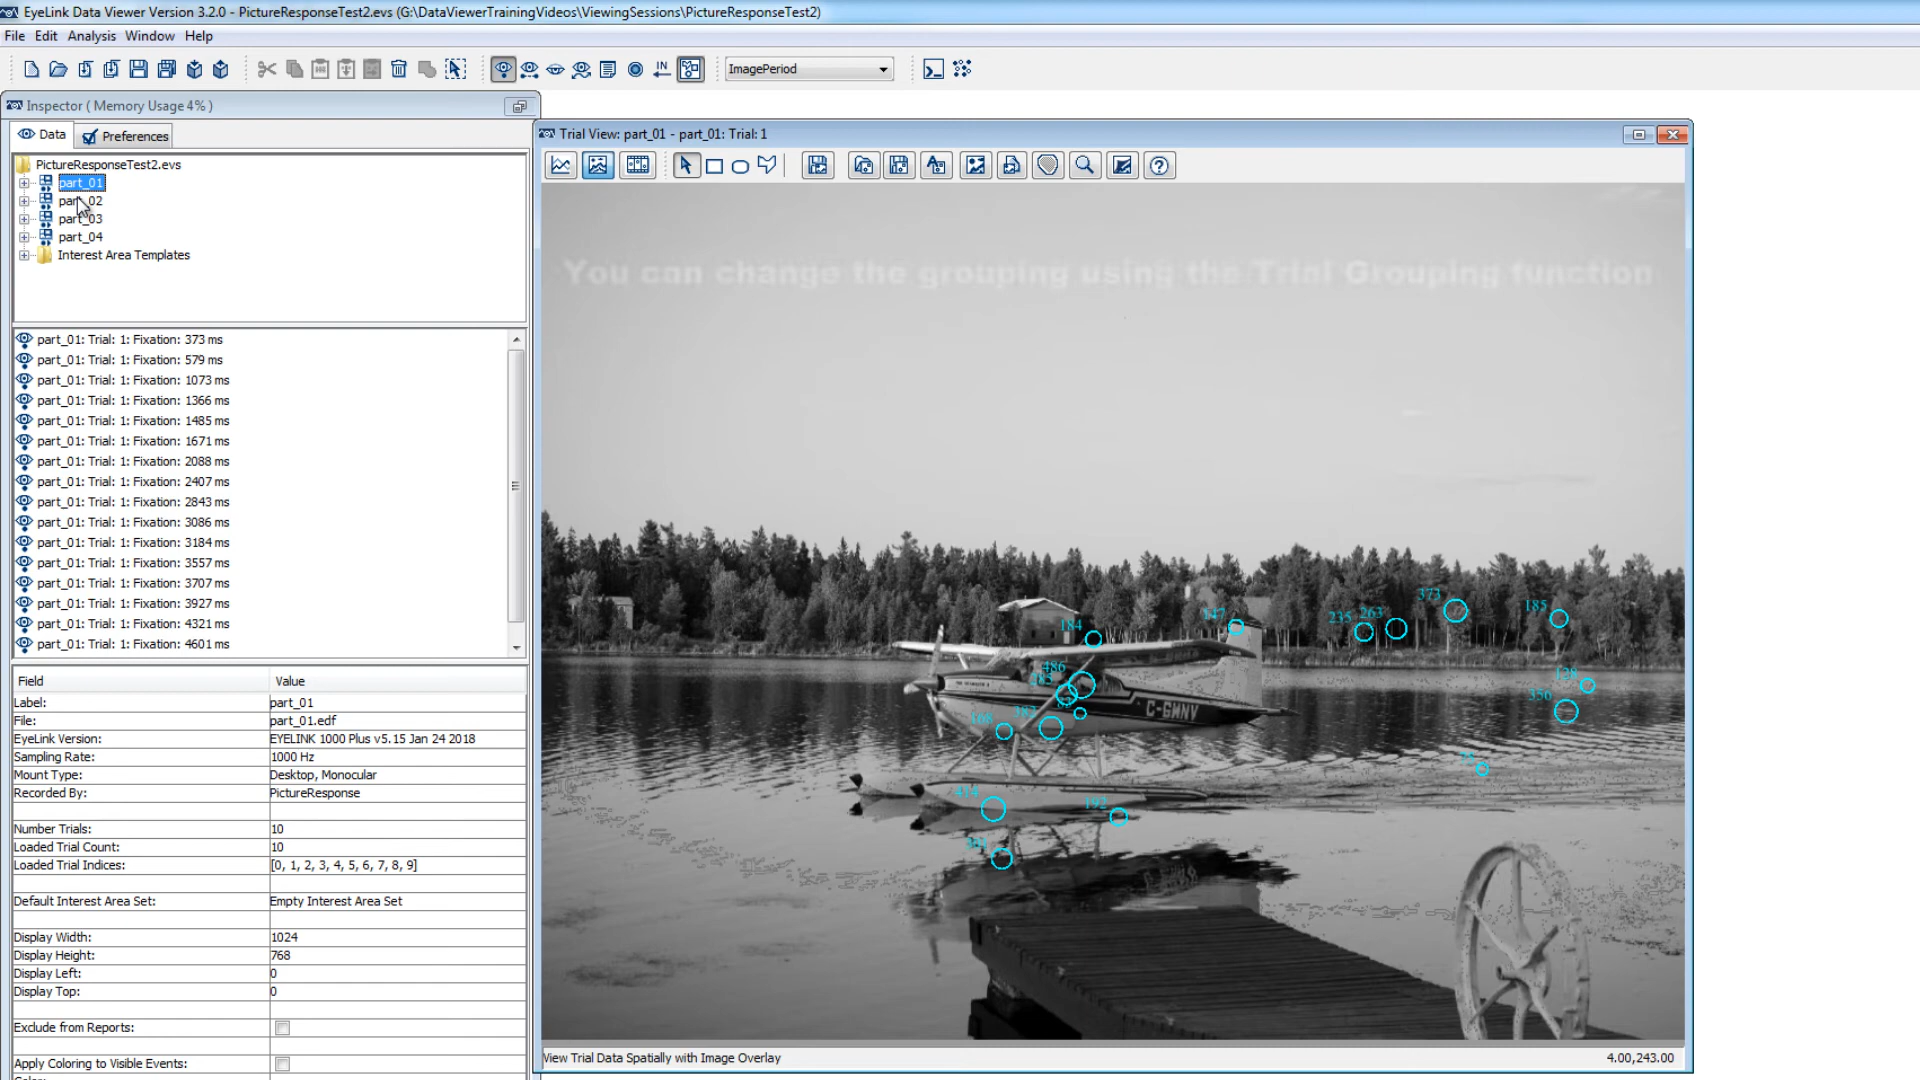 EyeLink Data Viewer Version 3.2.0 - PictureResponseTest2.evs (G:\DataViewerTrainingVideos\ViewingSessions\PictureResponseTest2)
File Edit Analysis Window Help
IN ImagePeriod
Inspector ( Memory Usage 4% )
Data Preferences
PictureResponseTest2.evs
part_01
part_02
part_03
part_04
Interest Area Templates
part_01: Trial: 1: Fixation: 373 ms
part_01: Trial: 1: Fixation: 579 ms
part_01: Trial: 1: Fixation: 1073 ms
part_01: Trial: 1: Fixation: 1366 ms
part_01: Trial: 1: Fixation: 1485 ms
part_01: Trial: 1: Fixation: 1671 ms
part_01: Trial: 1: Fixation: 2088 ms
part_01: Trial: 1: Fixation: 2407 ms
part_01: Trial: 1: Fixation: 2843 ms
part_01: Trial: 1: Fixation: 3086 ms
part_01: Trial: 1: Fixation: 3184 ms
part_01: Trial: 1: Fixation: 3557 ms
part_01: Trial: 1: Fixation: 3707 ms
part_01: Trial: 1: Fixation: 3927 ms
part_01: Trial: 1: Fixation: 4321 ms
part_01: Trial: 1: Fixation: 4601 ms
Field Value
Label: part_01
File: part_01.edf
EyeLink Version: EYELINK 1000 Plus v5.15 Jan 24 2018
Sampling Rate: 1000 Hz
Mount Type: Desktop, Monocular
Recorded By: PictureResponse
Number Trials: 10
Loaded Trial Count: 10
Loaded Trial Indices: [0, 1, 2, 3, 4, 5, 6, 7, 8, 9]
Default Interest Area Set: Empty Interest Area Set
Display Width: 1024
Display Height: 768
Display Left: 0
Display Top: 0
Exclude from Reports:
Apply Coloring to Visible Events:
Trial View: part_01 - part_01: Trial: 1
You can change the grouping using the Trial Grouping function
373
185
147
235 263
184
486
128
356
C-GWNV
414
192
View Trial Data Spatially with Image Overlay 4.00,243.00